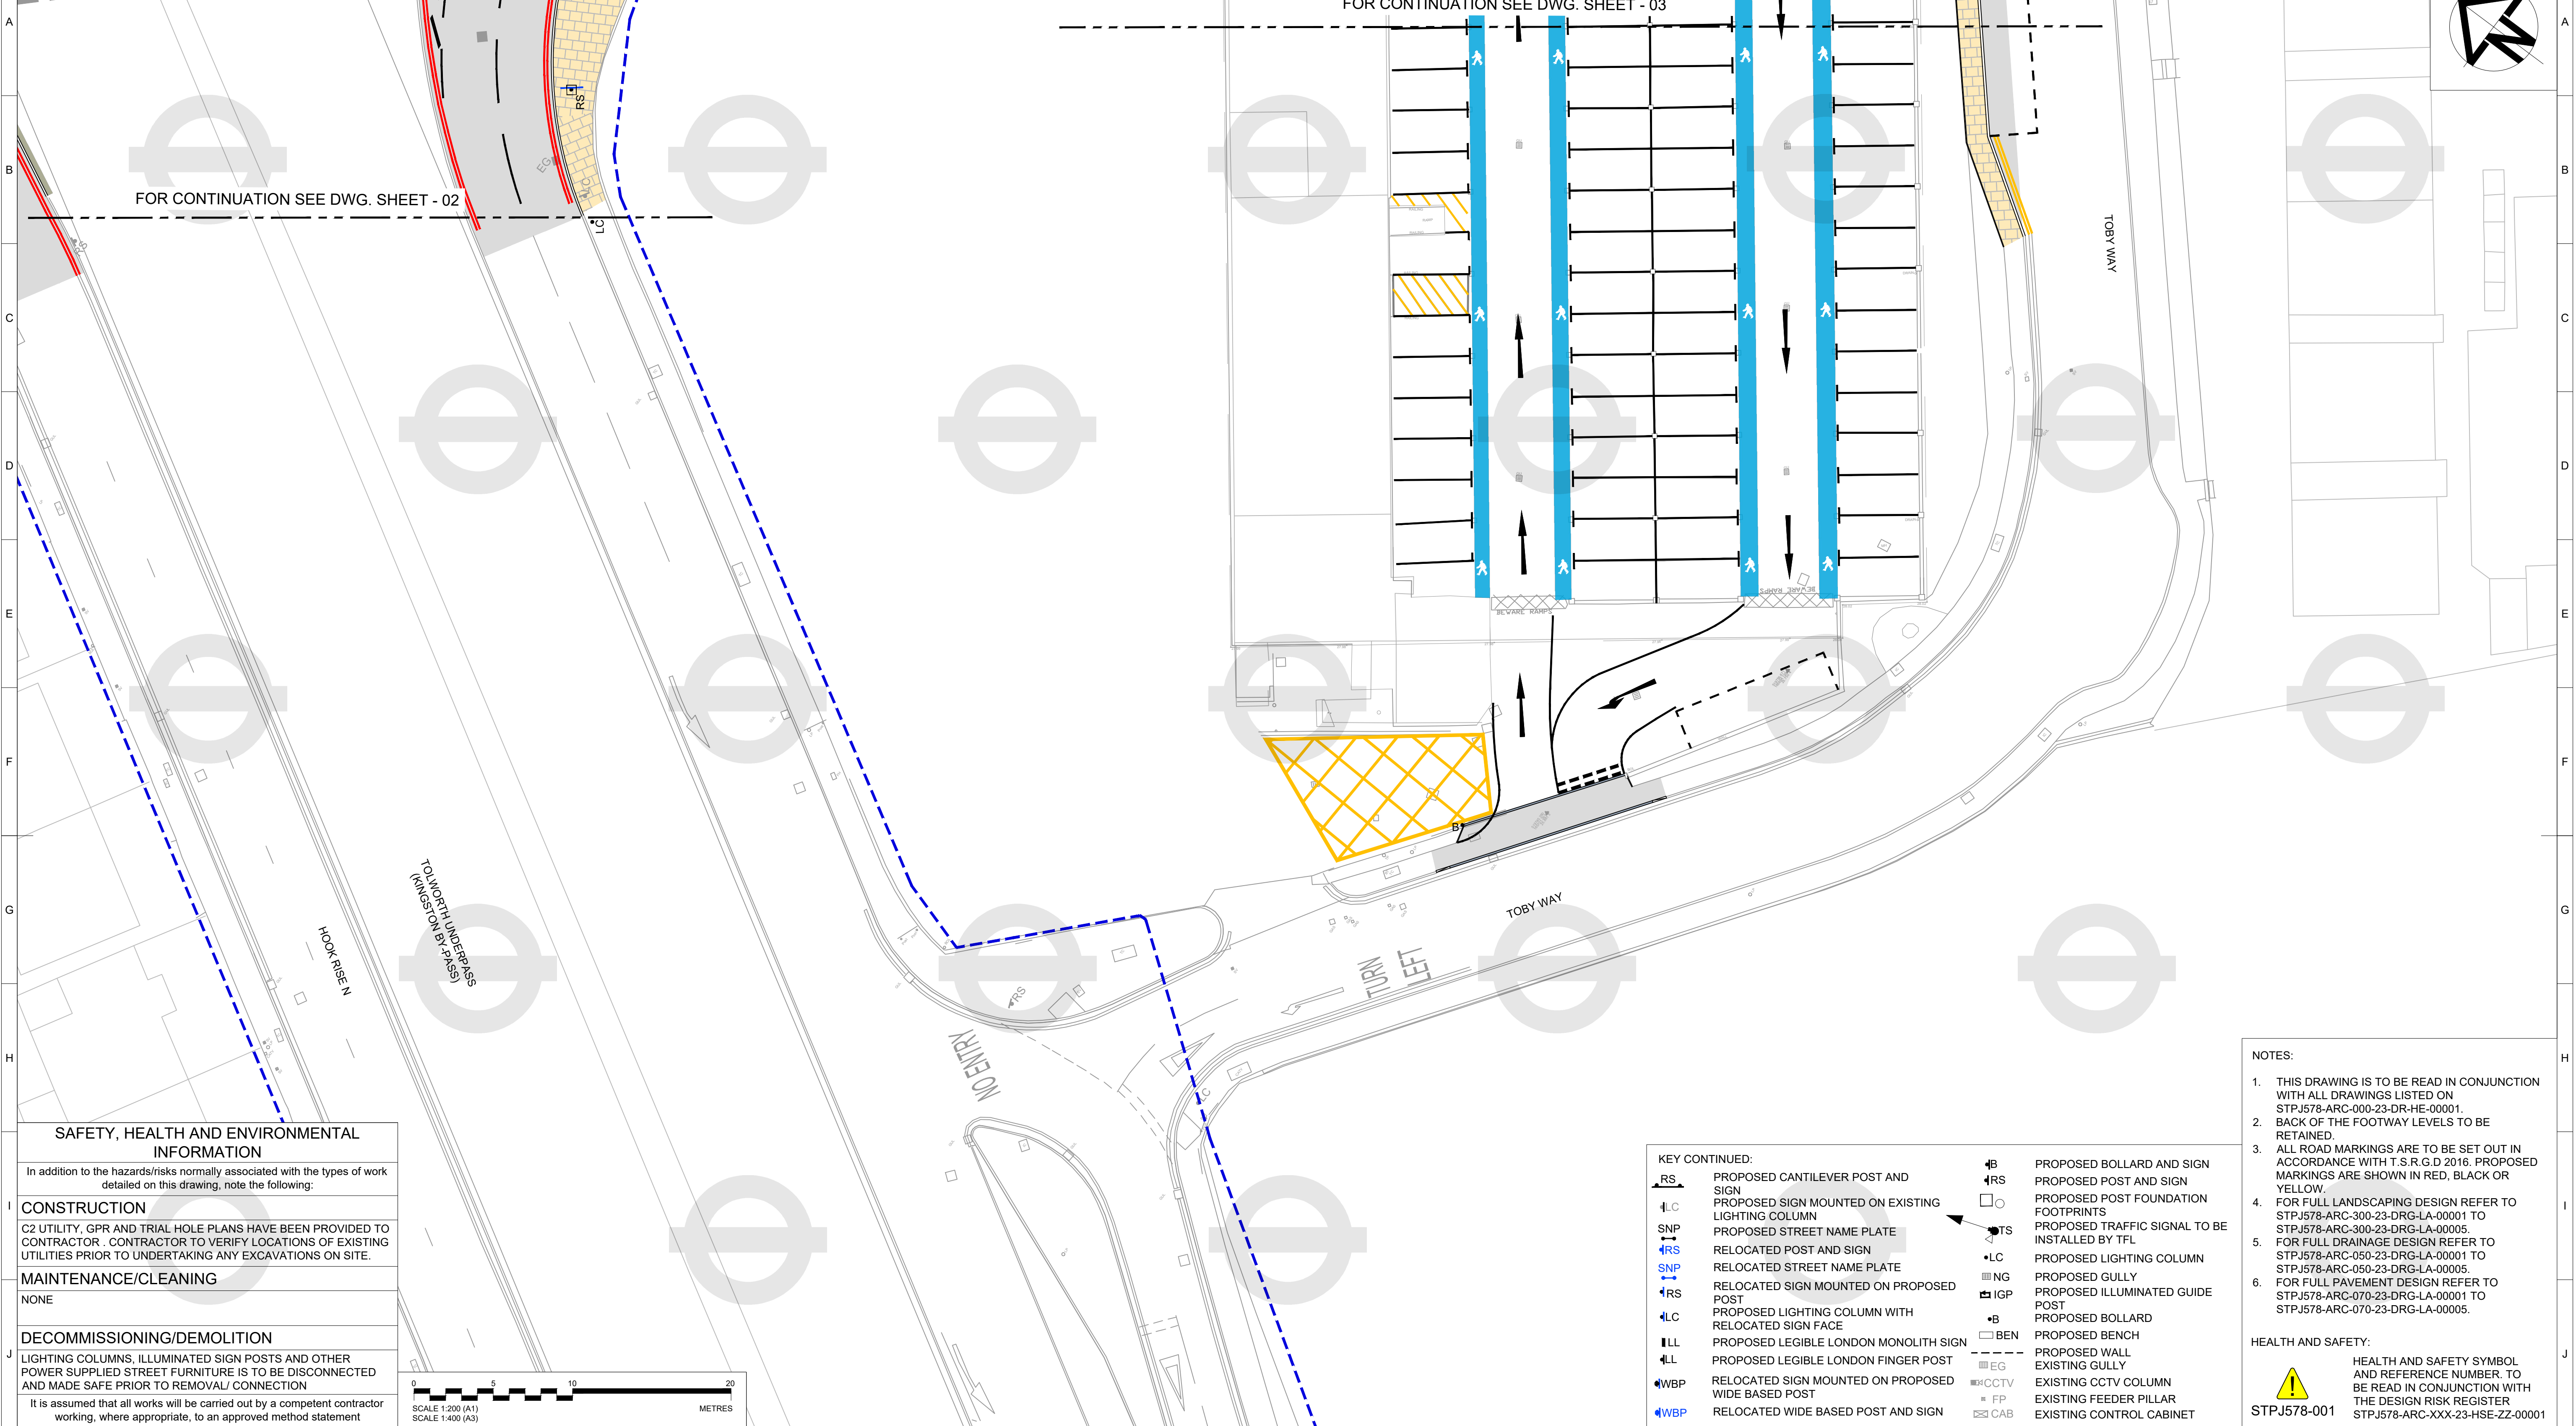 FOR CONTINUATION SEE DWG. SHEET - 03
A
A
N
RS
EG
LC
B
B
FOR CONTINUATION SEE DWG. SHEET - 02
LC
RS
TOBY WAY
C
C
D
D
E
E
BEWARE RAMPS
BEWARE RAMPS
F
F
B
G
G
TOLWORTH UNDERPASS
(KINGSTON BY-PASS)
HOOK RISE N
TOBY WAY
TURN
LEFT
RS
NO ENTRY
LC
H
H
I
I
J
J
SAFETY, HEALTH AND ENVIRONMENTAL
INFORMATION
In addition to the hazards/risks normally associated with the types of work
detailed on this drawing, note the following:
CONSTRUCTION
C2 UTILITY, GPR AND TRIAL HOLE PLANS HAVE BEEN PROVIDED TO
CONTRACTOR . CONTRACTOR TO VERIFY LOCATIONS OF EXISTING
UTILITIES PRIOR TO UNDERTAKING ANY EXCAVATIONS ON SITE.
MAINTENANCE/CLEANING
NONE
DECOMMISSIONING/DEMOLITION
LIGHTING COLUMNS, ILLUMINATED SIGN POSTS AND OTHER
POWER SUPPLIED STREET FURNITURE IS TO BE DISCONNECTED
AND MADE SAFE PRIOR TO REMOVAL/ CONNECTION
It is assumed that all works will be carried out by a competent contractor
working, where appropriate, to an approved method statement
0 5 10 20
SCALE 1:200 (A1)
SCALE 1:400 (A3)
METRES
KEY CONTINUED:
RS PROPOSED CANTILEVER POST AND
SIGN
LC PROPOSED SIGN MOUNTED ON EXISTING
LIGHTING COLUMN
SNP PROPOSED STREET NAME PLATE
RS RELOCATED POST AND SIGN
SNP RELOCATED STREET NAME PLATE
RS RELOCATED SIGN MOUNTED ON PROPOSED
POST
LC PROPOSED LIGHTING COLUMN WITH
RELOCATED SIGN FACE
LL PROPOSED LEGIBLE LONDON MONOLITH SIGN
LL PROPOSED LEGIBLE LONDON FINGER POST
WBP RELOCATED SIGN MOUNTED ON PROPOSED
WIDE BASED POST
WBP RELOCATED WIDE BASED POST AND SIGN
B PROPOSED BOLLARD AND SIGN
RS PROPOSED POST AND SIGN
PROPOSED POST FOUNDATION
FOOTPRINTS
TS PROPOSED TRAFFIC SIGNAL TO BE
INSTALLED BY TFL
LC PROPOSED LIGHTING COLUMN
NG PROPOSED GULLY
IGP PROPOSED ILLUMINATED GUIDE
POST
B PROPOSED BOLLARD
BEN PROPOSED BENCH
PROPOSED WALL
EG EXISTING GULLY
CCTV EXISTING CCTV COLUMN
FP EXISTING FEEDER PILLAR
CAB EXISTING CONTROL CABINET
NOTES:
1. THIS DRAWING IS TO BE READ IN CONJUNCTION
WITH ALL DRAWINGS LISTED ON
STPJ578-ARC-000-23-DR-HE-00001.
2. BACK OF THE FOOTWAY LEVELS TO BE
RETAINED.
3. ALL ROAD MARKINGS ARE TO BE SET OUT IN
ACCORDANCE WITH T.S.R.G.D 2016. PROPOSED
MARKINGS ARE SHOWN IN RED, BLACK OR
YELLOW.
4. FOR FULL LANDSCAPING DESIGN REFER TO
STPJ578-ARC-300-23-DRG-LA-00001 TO
STPJ578-ARC-300-23-DRG-LA-00005.
5. FOR FULL DRAINAGE DESIGN REFER TO
STPJ578-ARC-050-23-DRG-LA-00001 TO
STPJ578-ARC-050-23-DRG-LA-00005.
6. FOR FULL PAVEMENT DESIGN REFER TO
STPJ578-ARC-070-23-DRG-LA-00001 TO
STPJ578-ARC-070-23-DRG-LA-00005.
HEALTH AND SAFETY:
STPJ578-001
HEALTH AND SAFETY SYMBOL
AND REFERENCE NUMBER. TO
BE READ IN CONJUNCTION WITH
THE DESIGN RISK REGISTER
STPJ578-ARC-XXX-23-HSE-ZZ-00001